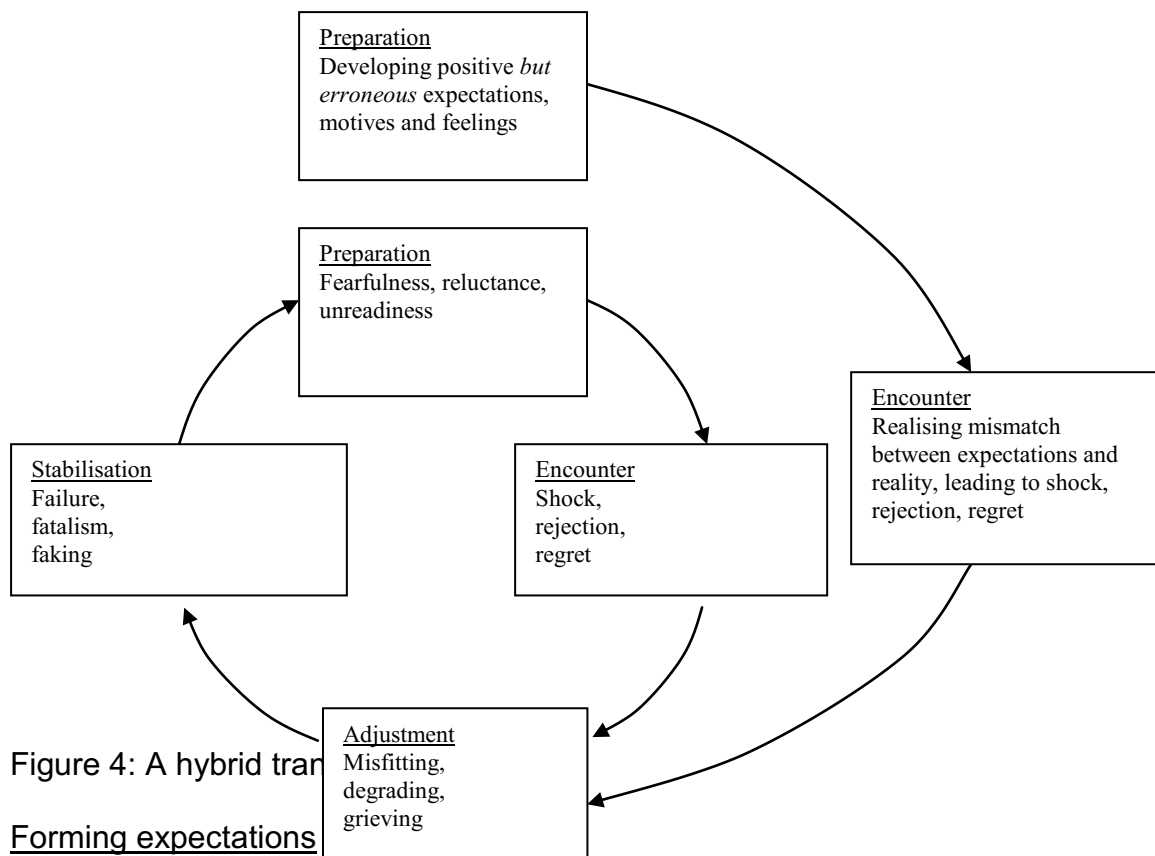 Preparation
Developing positive but
erroneous expectations,
motives and feelings
Preparation
Fearfulness, reluctance,
unreadiness
Encounter
Realising mismatch
between expectations and
reality, leading to shock,
rejection, regret
Stabilisation
Failure,
fatalism,
faking
Encounter
Shock,
rejection,
regret
Adjustment
Misfitting,
degrading,
grieving
Figure 4: A hybrid
Forming expectations